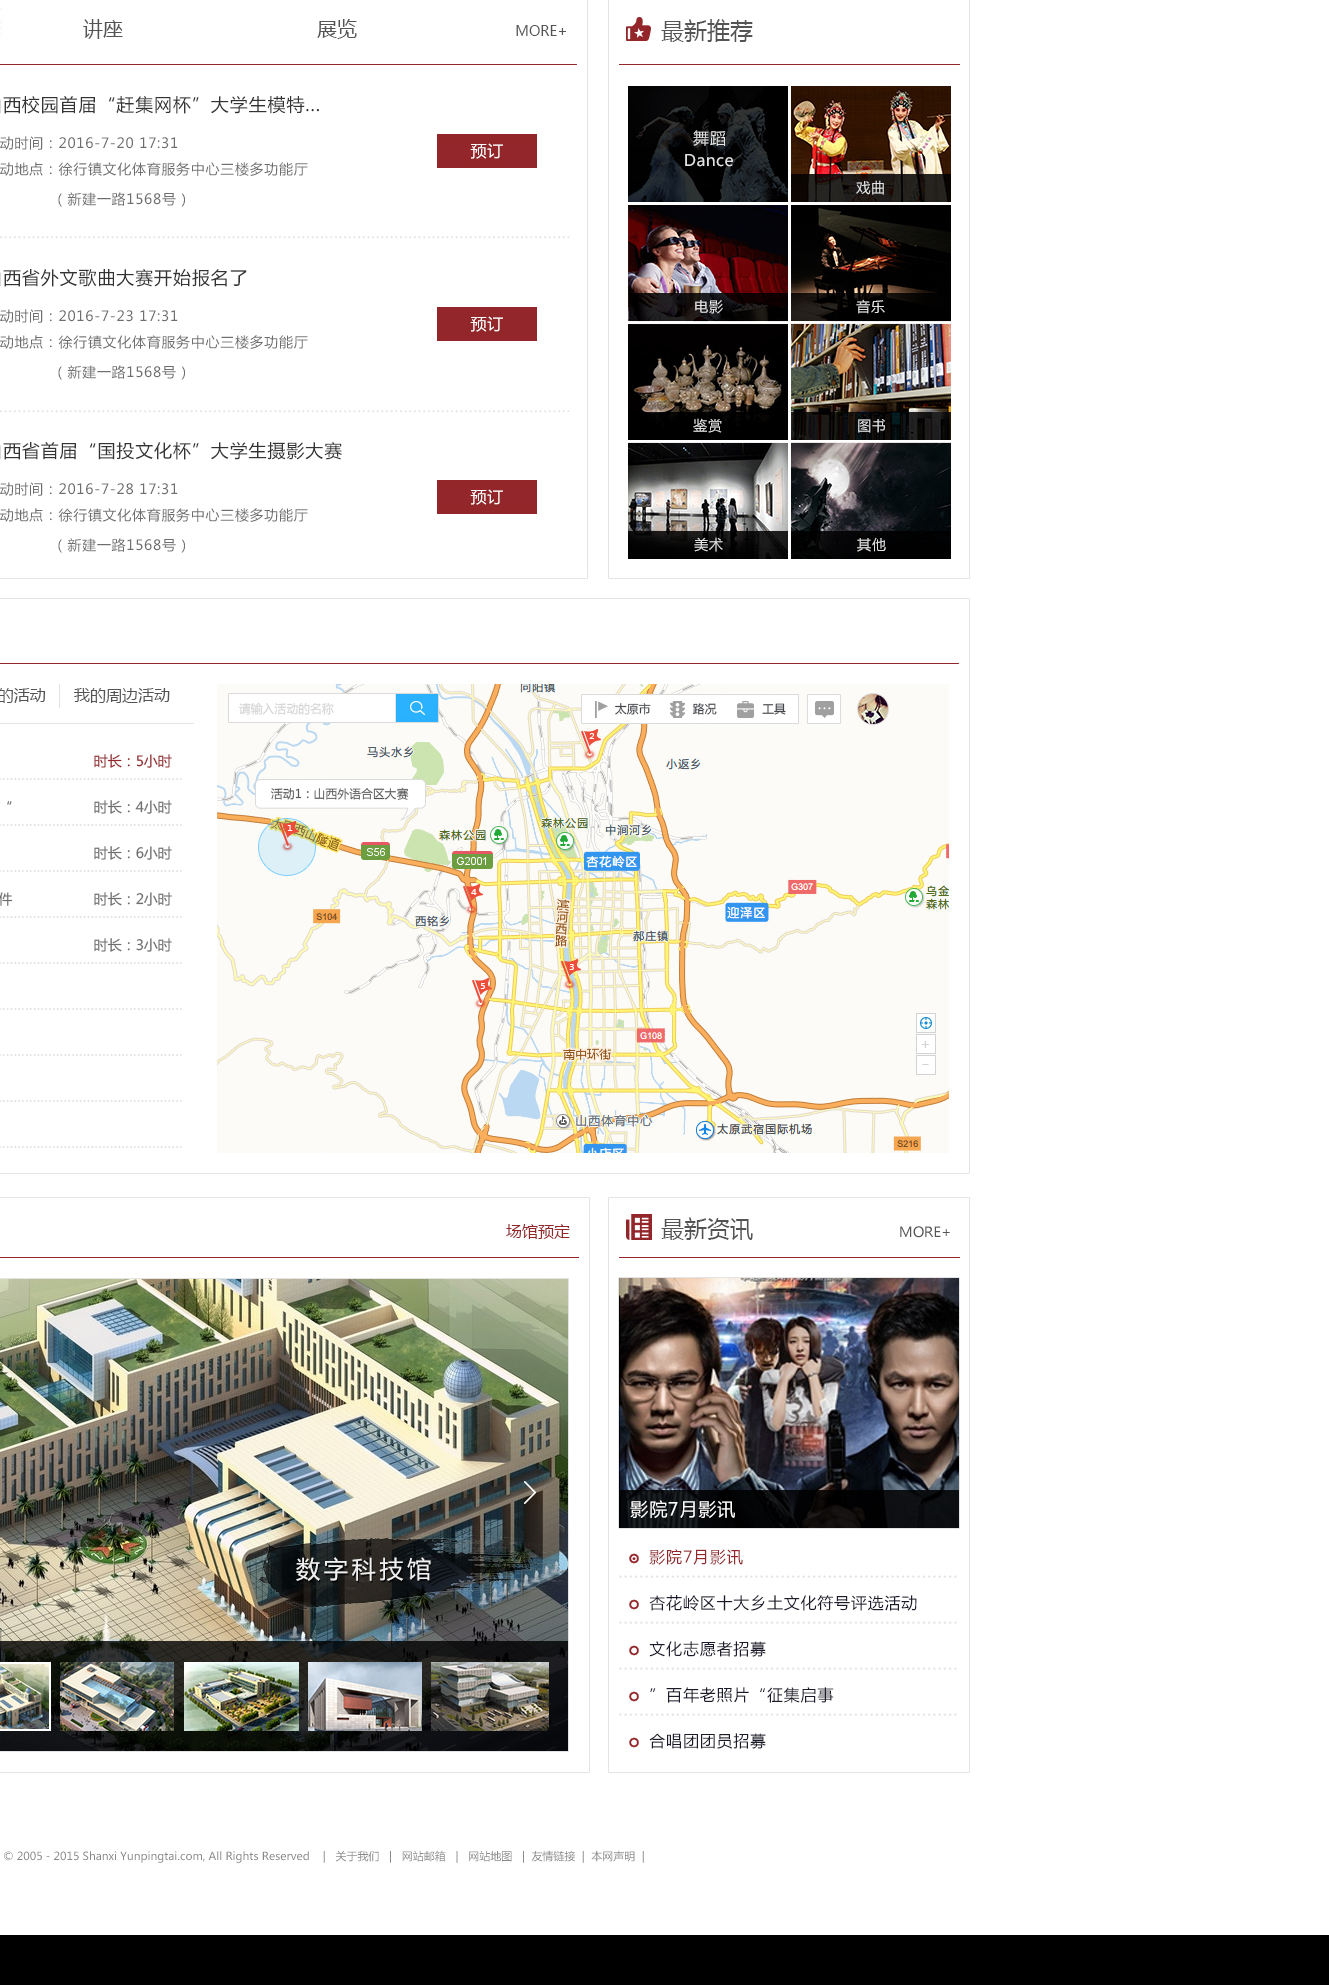 讲座
展览
MORE+
西校园首届“赶集网杯”大学生模特...
动时间：2016-7-20 17:31
动地点：徐行镇文化体育服务中心三楼多功能厅
（新建一路1568号）
预订
西省外文歌曲大赛开始报名了
动时间：2016-7-23 17:31
动地点：徐行镇文化体育服务中心三楼多功能厅
（新建一路1568号）
预订
西省首届“国投文化杯”大学生摄影大赛
动时间：2016-7-28 17:31
动地点：徐行镇文化体育服务中心三楼多功能厅
（新建一路1568号）
预订
最新推荐
舞蹈
Dance
戏曲
电影
音乐
鉴赏
图书
美术
其他
的活动
我的周边活动
时长：5小时
“
时长：4小时
时长：6小时
件
时长：2小时
时长：3小时
向阳镇
请输入活动的名称
太原市
路况
工具
2
马头水乡
小返乡
活动1：山西外语合区大赛
1
西山隧道
S56
森林公园
森林公园
中涧河乡
G2001
杏花岭区
G307
4
乌金
森林
S104
西铭乡
滨河西路
迎泽区
郝庄镇
3
5
G108
南中环街
+
−
山西体育中心
太原武宿国际机场
S216
小店区
场馆预定
数字科技馆
最新资讯
MORE+
影院7月影讯
影院7月影讯
杏花岭区十大乡土文化符号评选活动
文化志愿者招募
”百年老照片“征集启事
合唱团团员招募
© 2005 - 2015 Shanxi Yunpingtai.com, All Rights Reserved | 关于我们 | 网站邮箱 | 网站地图 | 友情链接 | 本网声明 |